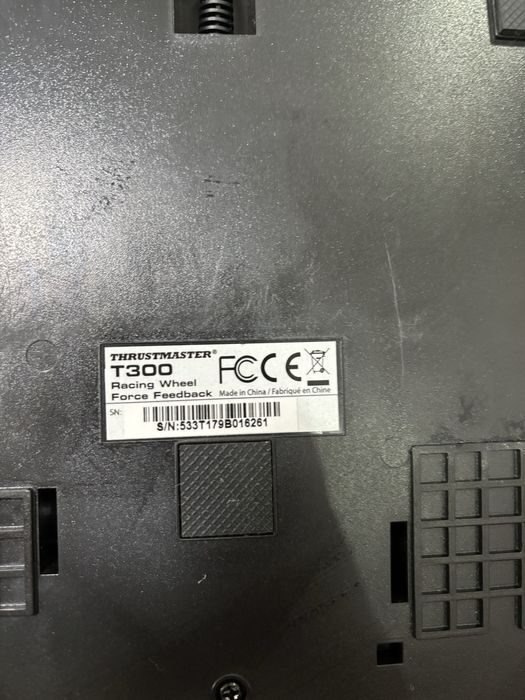 THRUSTMASTER®
T300
Racing Wheel
Force Feedback
FC CE
Made in China / Fabriqué en Chine
SN:
S/N:533T179B016261